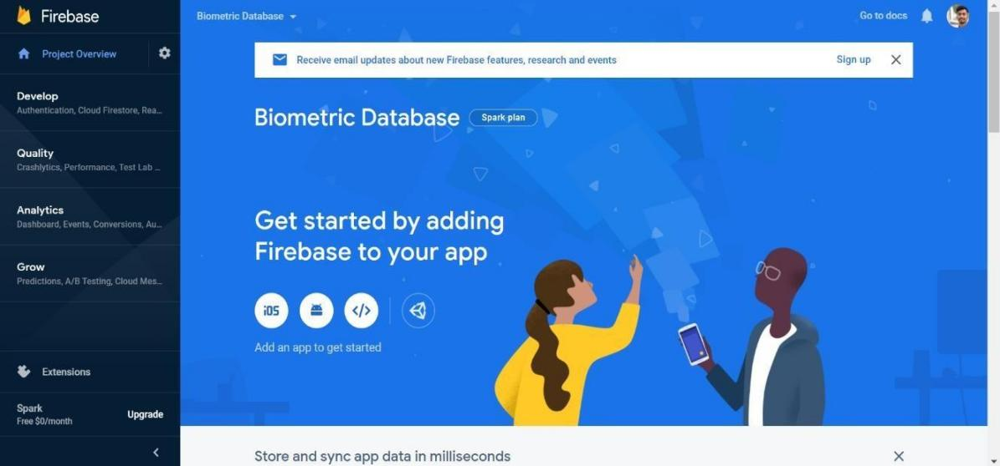 Firebase
Project Overview
Develop
Authentication, Cloud Firestore, Rea...
Quality
Crashlytics, Performance, Test Lab ...
Analytics
Dashboard, Events, Conversions, Au...
Grow
Predictions, A/B Testing, Cloud Mes...
Extensions
Spark
Free $0/month
Upgrade
Biometric Database
Go to docs
Receive email updates about new Firebase features, research and events
Sign up
Biometric Database
Spark plan
Get started by adding
Firebase to your app
iOS
</>
Add an app to get started
Store and sync app data in milliseconds